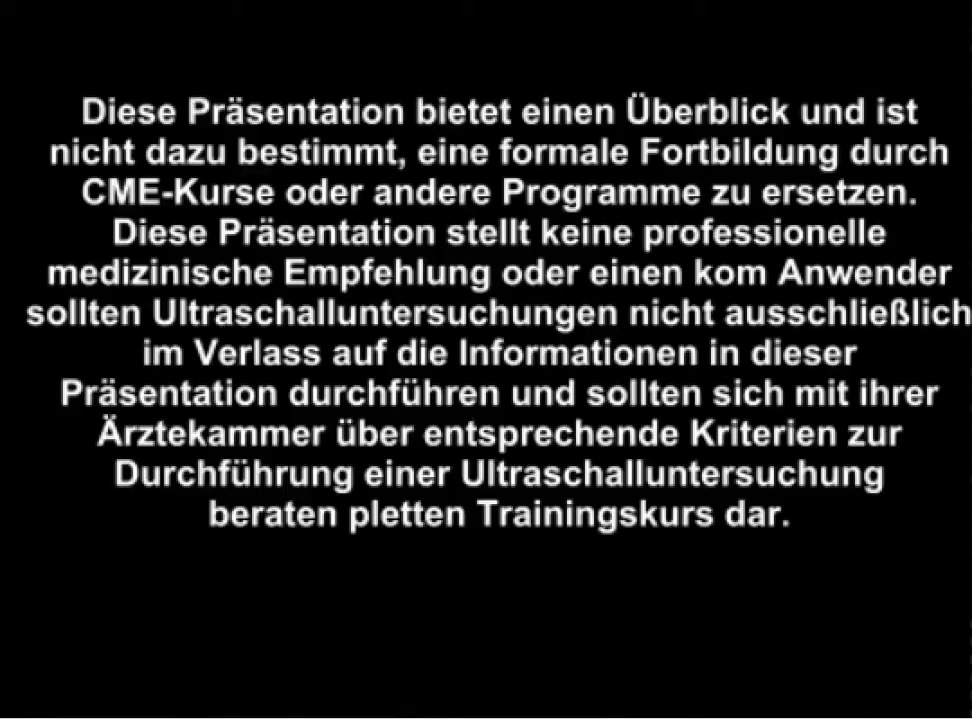 Diese Präsentation bietet einen Überblick und ist
nicht dazu bestimmt, eine formale Fortbildung durch
CME-Kurse oder andere Programme zu ersetzen.
Diese Präsentation stellt keine professionelle
medizinische Empfehlung oder einen kom Anwender
sollten Ultraschalluntersuchungen nicht ausschließlich
im Verlass auf die Informationen in dieser
Präsentation durchführen und sollten sich mit ihrer
Ärztekammer über entsprechende Kriterien zur
Durchführung einer Ultraschalluntersuchung
beraten pletten Trainingskurs dar.